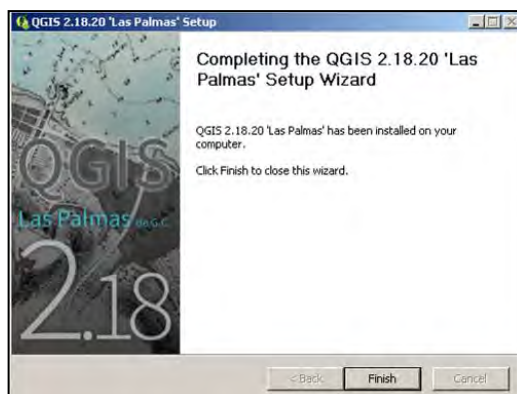 QGIS 2.18.20 'Las Palmas' Setup
QGIS
Las Palmas de G.C.
2.18
Completing the QGIS 2.18.20 'Las
Palmas' Setup Wizard
QGIS 2.18.20 'Las Palmas' has been installed on your
computer.
Click Finish to close this wizard.
< Back
Finish
Cancel